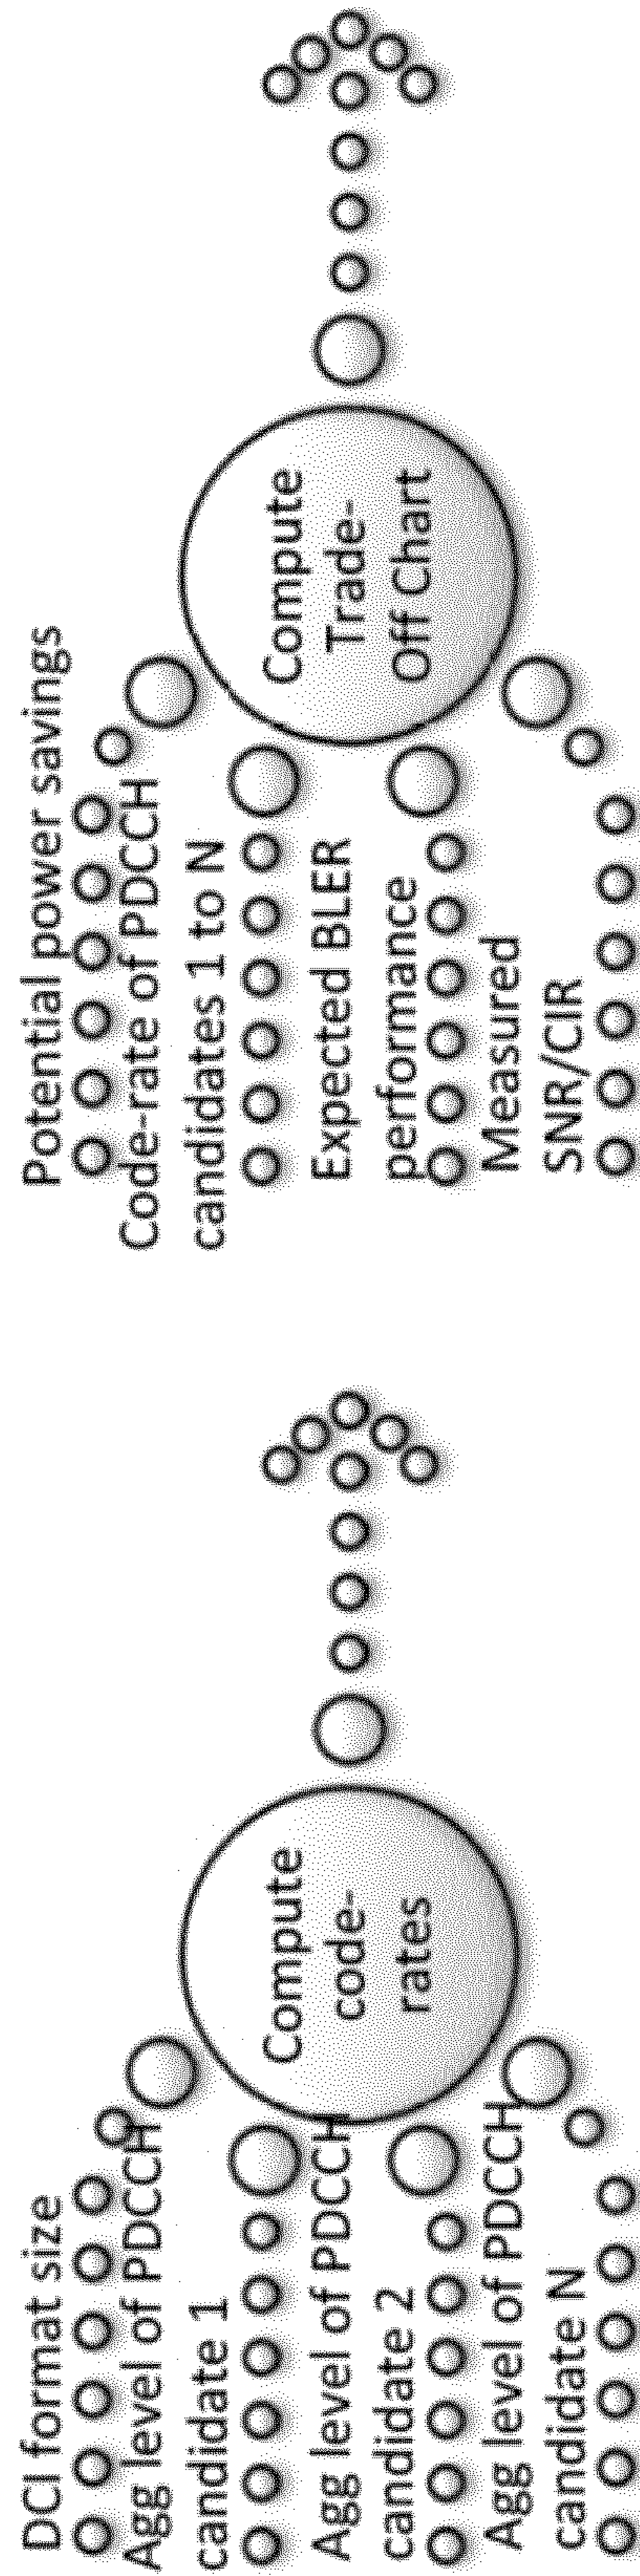 DCI format size
Agg level of PDCCH
candidate 1
Agg level of PDCCH
candidate 2
Agg level of PDCCH
candidate N
Compute
code-
rates
Potential power savings
Code-rate of PDCCH
candidates 1 to N
Expected BLER
performance
Measured
SNR/CIR
Compute
Trade-
Off Chart